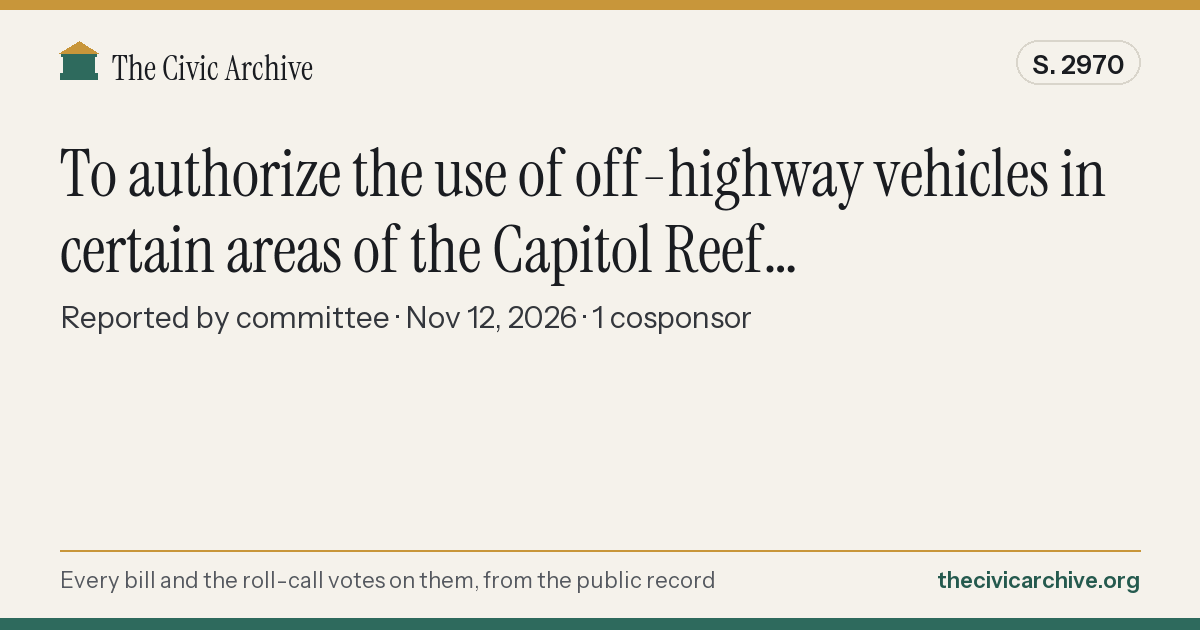 The Civic Archive
S. 2970
To authorize the use of off-highway vehicles in
certain areas of the Capitol Reef...
Reported by committee · Nov 12, 2026 · 1 cosponsor
Every bill and the roll-call votes on them, from the public record
thecivicarchive.org